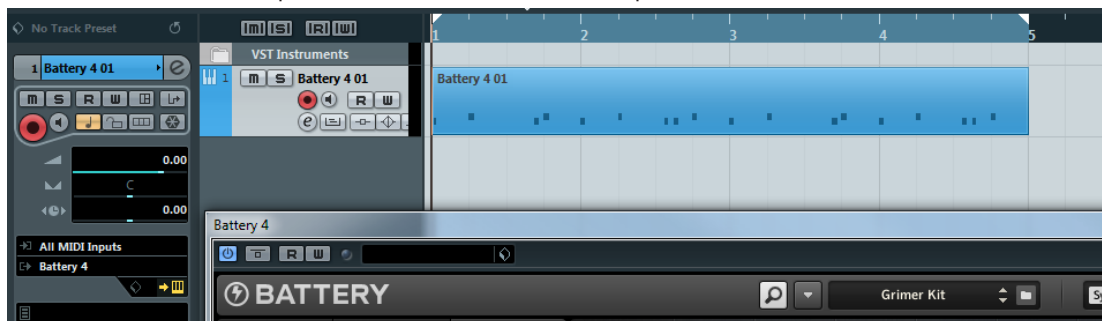 No Track Preset
M S R W
1 2 3 4 5
VST Instruments
1 Battery 4 01
1 m S Battery 4 01
Battery 4 01
m S R W
R W
e
0.00
C
0.00
Battery 4
All MIDI Inputs
Battery 4
R W
BATTERY
Grimer Kit